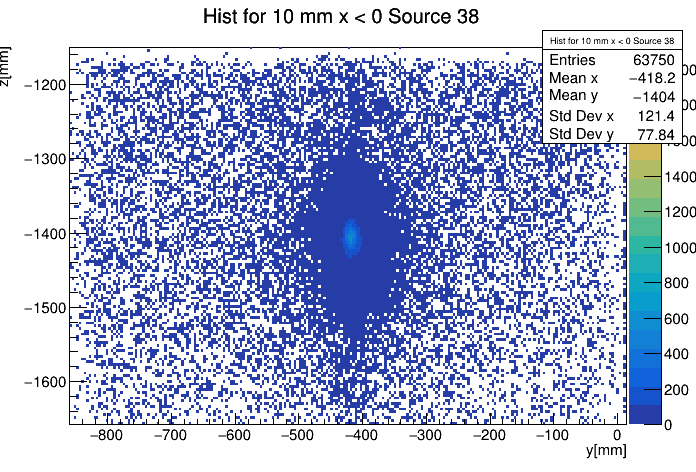 Hist for 10 mm x < 0 Source 38
Hist for 10 mm x < 0 Source 38
Entries 63750
Mean x −418.2
Mean y −1404
Std Dev x 121.4
Std Dev y 77.84
z[mm]
−1200
−1300
−1400
−1500
−1600
−800 −700 −600 −500 −400 −300 −200 −100 0
y[mm]
1400
1200
1000
800
600
400
200
0